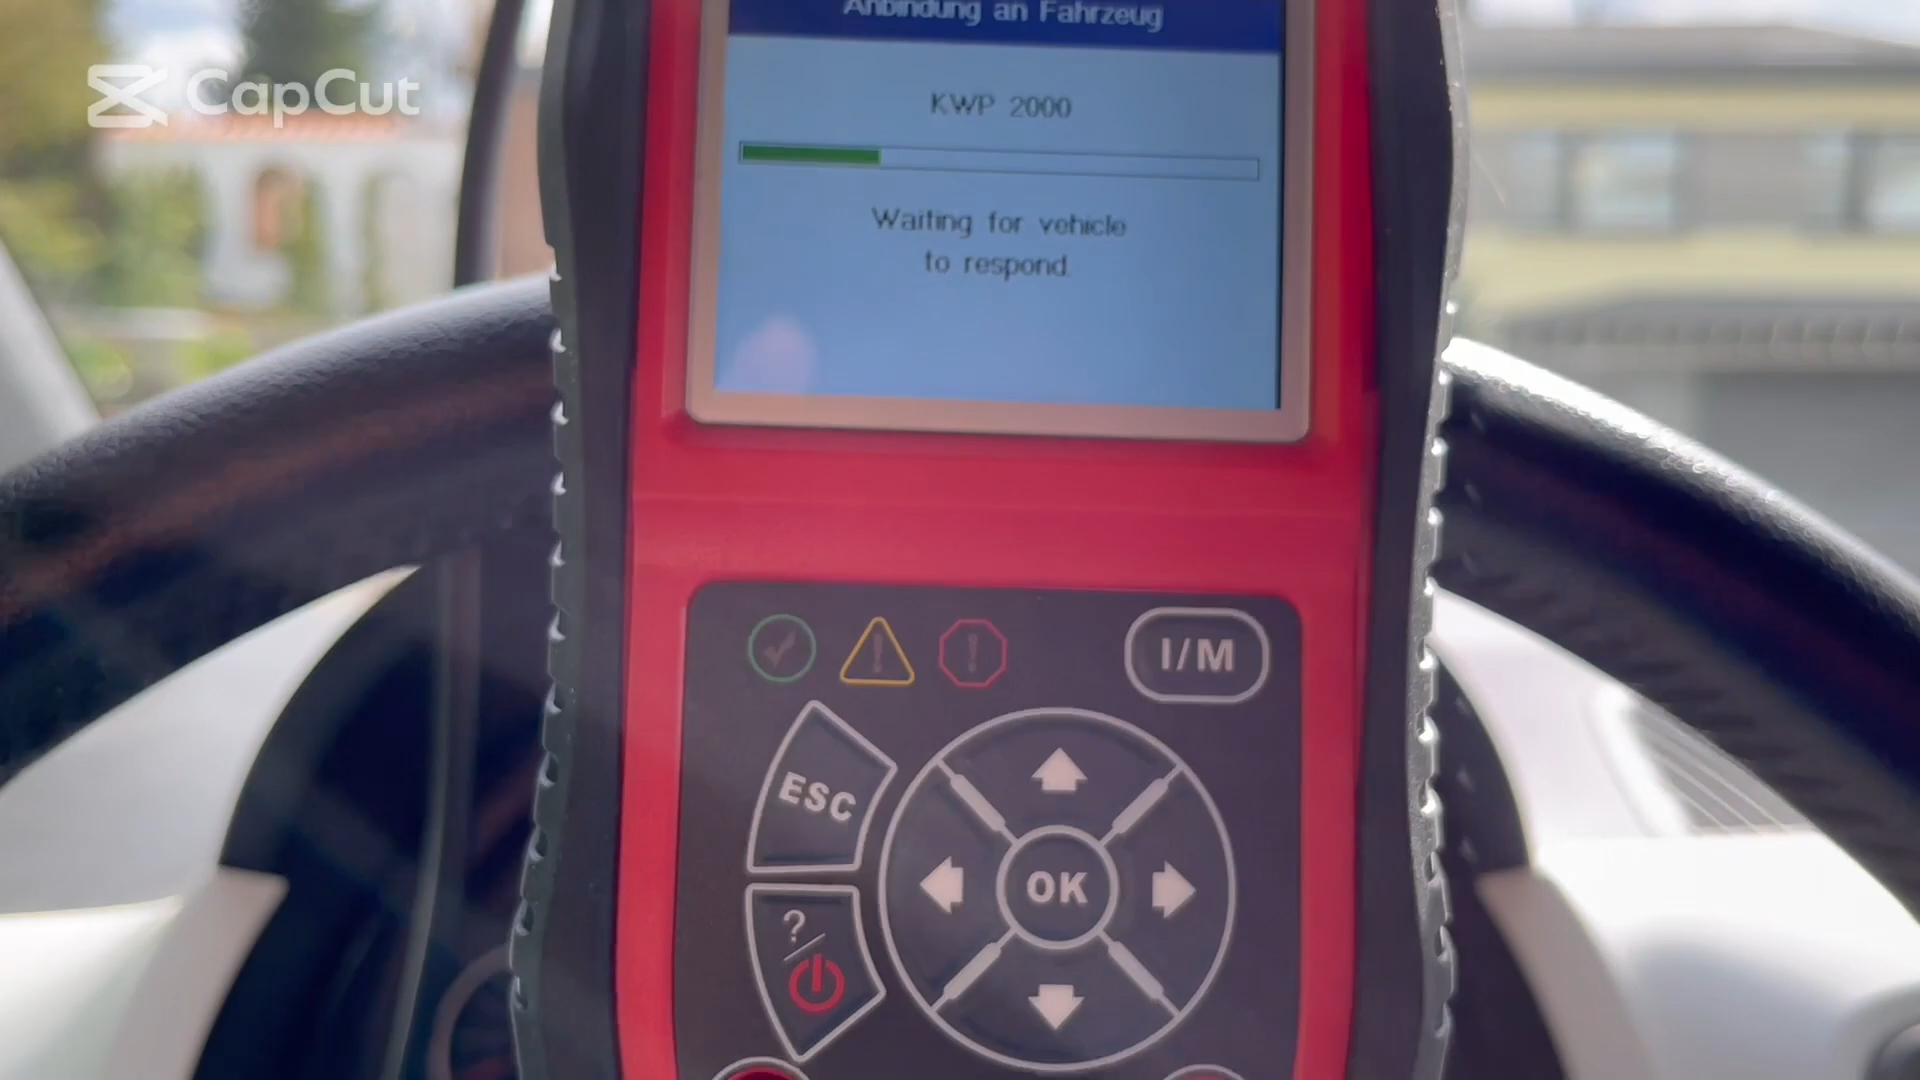 CapCut
Anbindung an Fahrzeug
KWP 2000
Waiting for vehicle
to respond.
I/M
ESC
OK
?